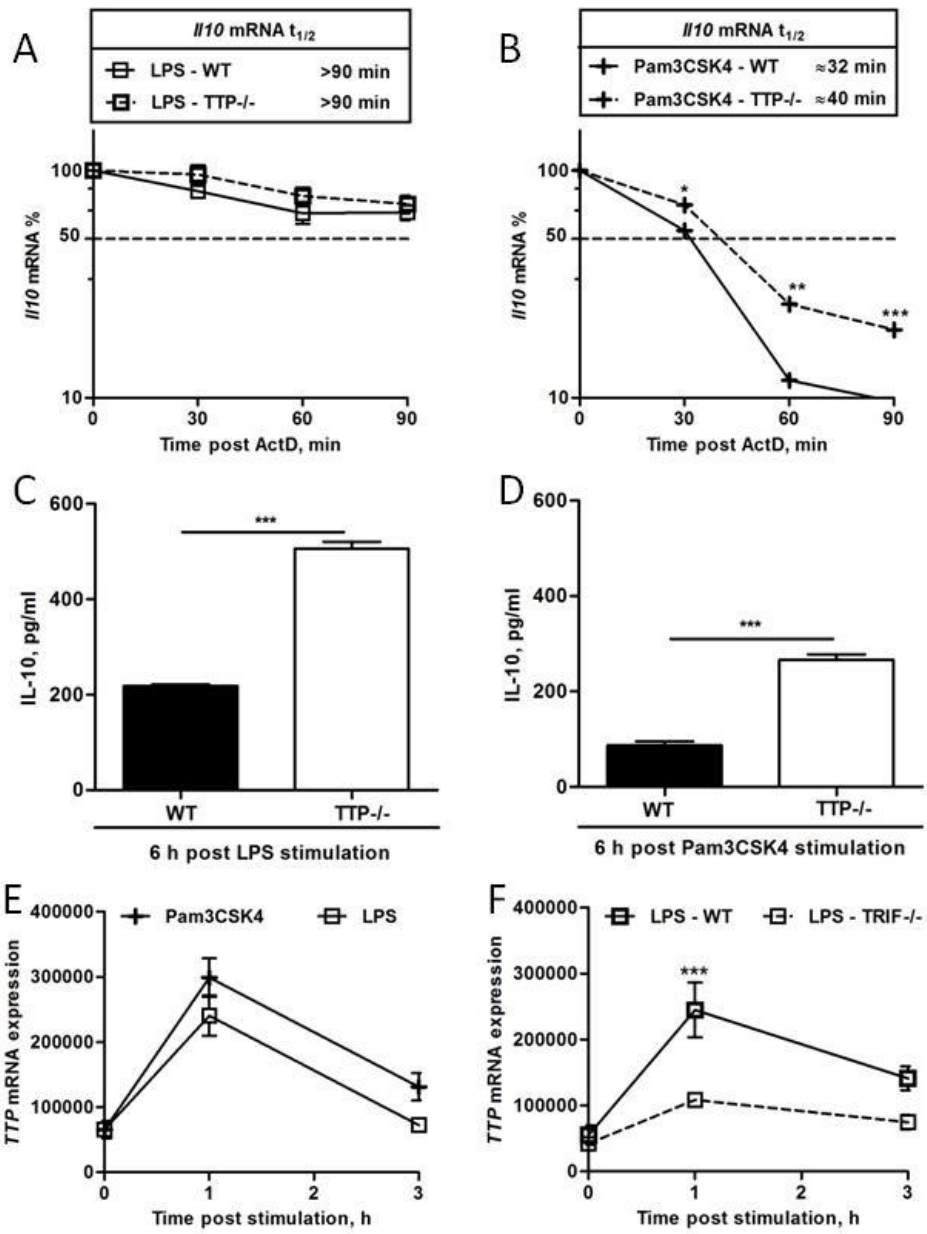 A
Il10 mRNA t1/2
LPS - WT >90 min
LPS - TTP-/- >90 min
100
50
10
Il10 mRNA %
0 30 60 90
Time post ActD, min
B
Il10 mRNA t1/2
Pam3CSK4 - WT ≈32 min
Pam3CSK4 - TTP-/- ≈40 min
100
50
10
Il10 mRNA %
*
**
***
0 30 60 90
Time post ActD, min
C
600
400
200
0
IL-10, pg/ml
***
WT TTP-/-
6 h post LPS stimulation
D
600
400
200
0
IL-10, pg/ml
***
WT TTP-/-
6 h post Pam3CSK4 stimulation
E
Pam3CSK4 LPS
400000
300000
200000
100000
0
TTP mRNA expression
0 1 2 3
Time post stimulation, h
F
LPS - WT LPS - TRIF-/-
400000
300000
200000
100000
0
TTP mRNA expression
***
0 1 2 3
Time post stimulation, h